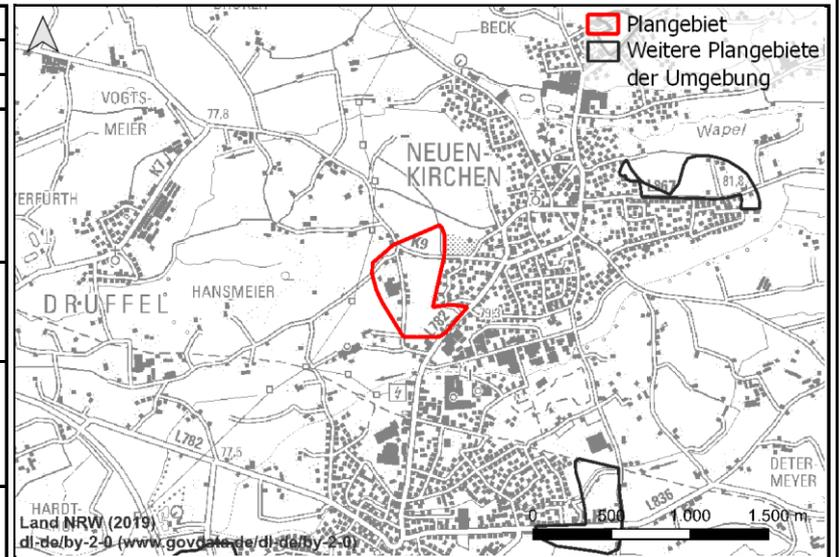 BECK
Plangebiet
Weitere Plangebiete
der Umgebung
VOGTS-
MEIER
77,8
K7
Wapel
NEUEN-
KIRCHEN
81,8
K9
DRUFFEL
HANSMEIER
L782
79,3
L782
77,5
L836
DETER-
MEYER
HARDT-
0 500 1.000 1.500 m
Land NRW (2019)
dl-de/by-2-0 (www.govdata.de/dl-de/by-2-0)